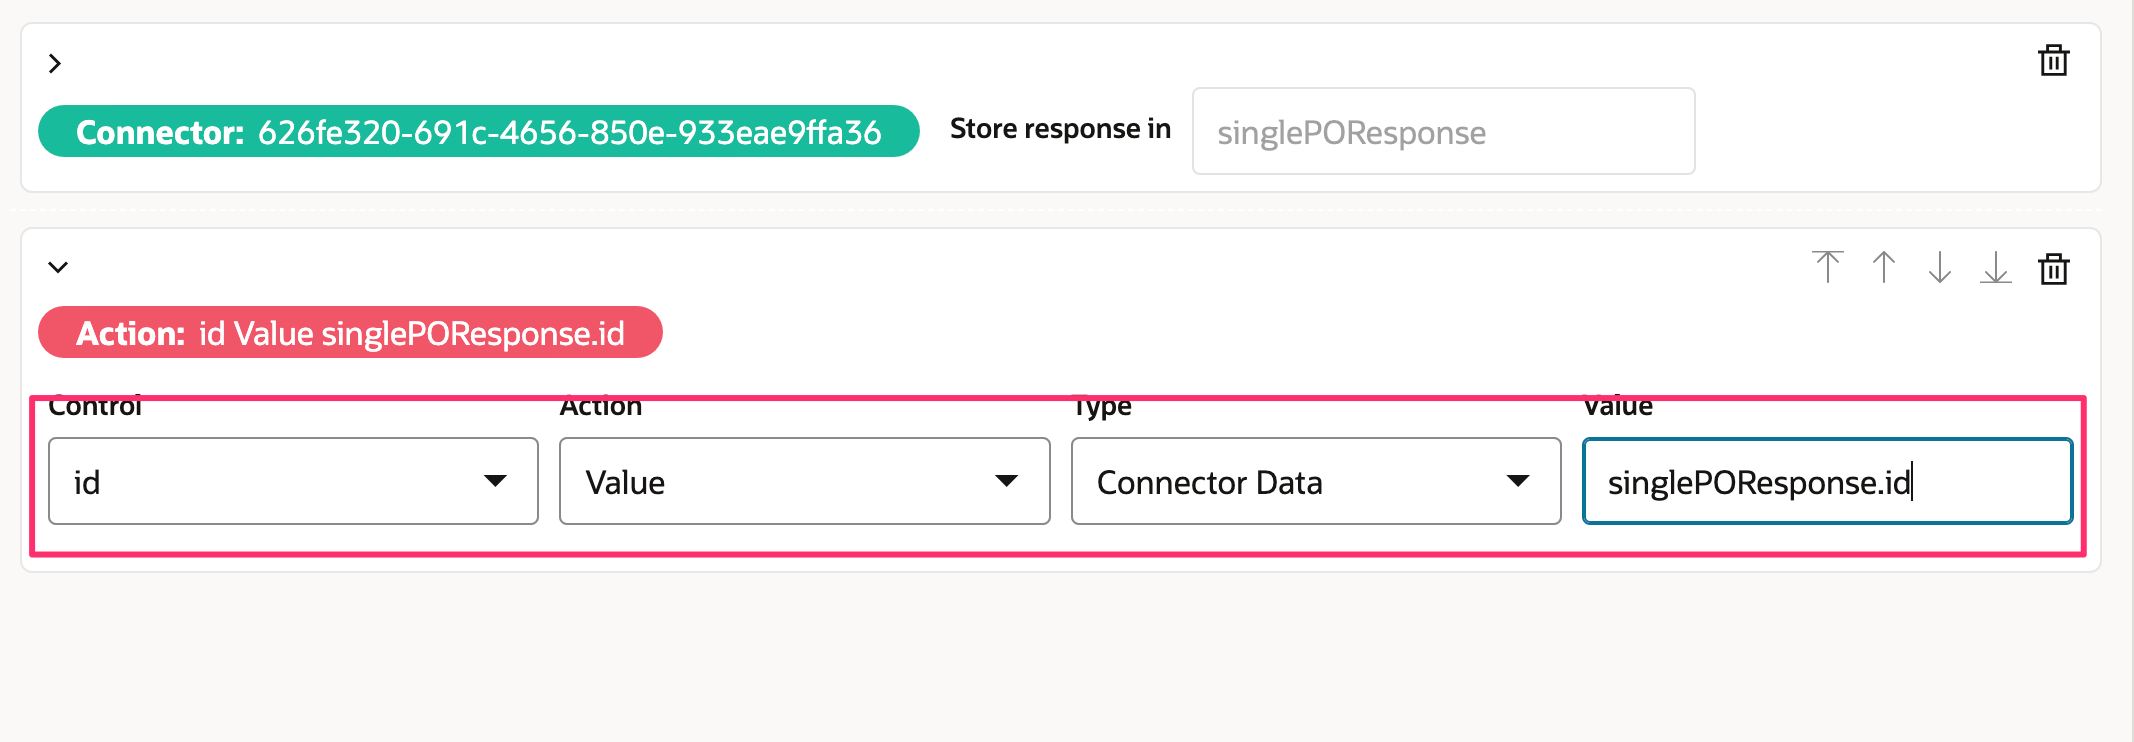 Connector: 626fe320-691c-4656-850e-933eae9ffa36 Store response in singlePOResponse
Action: id Value singlePOResponse.id
Control Action Type Value
id Value Connector Data singlePOResponse.id